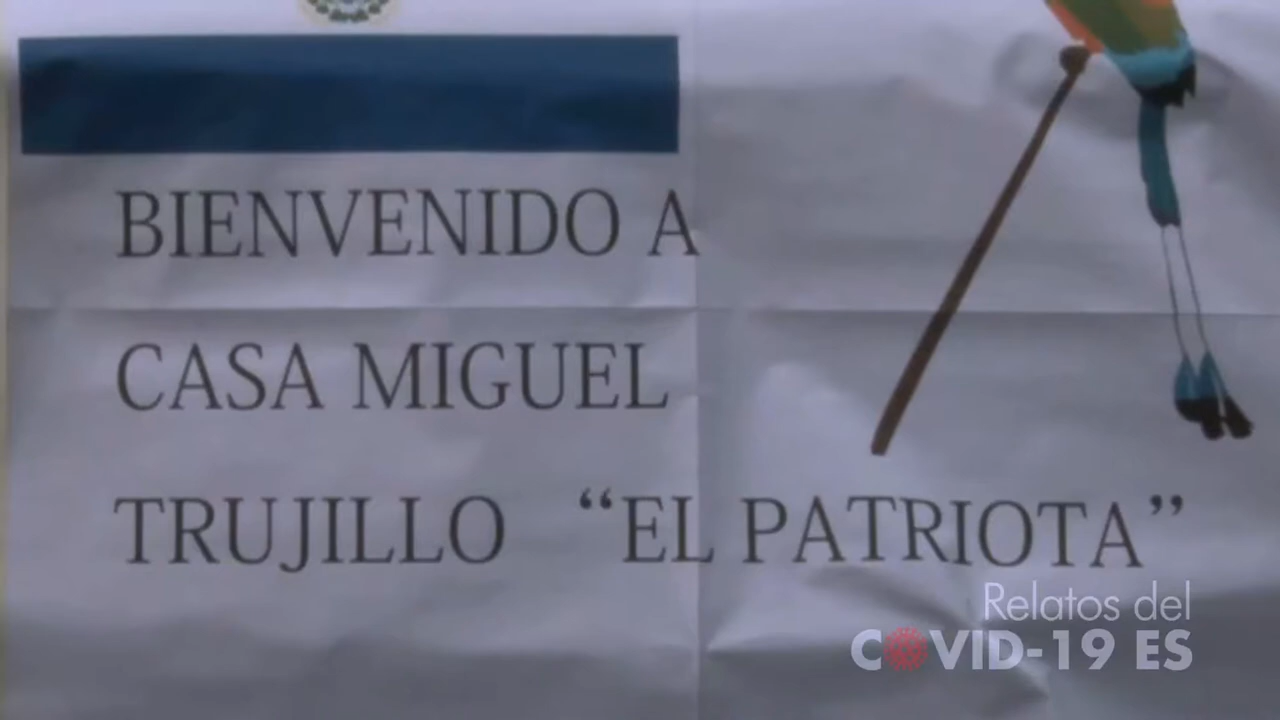 BIENVENIDO A
CASA MIGUEL
TRUJILLO “EL PATRIOTA”
Relatos del
COVID-19 ES